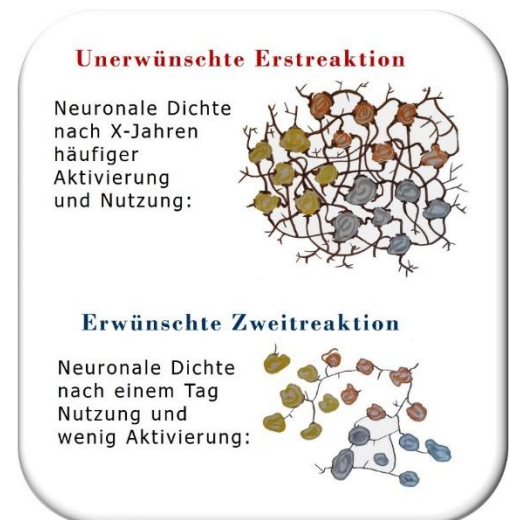 Unerwünschte Erstreaktion
Neuronale Dichte
nach X-Jahren
häufiger
Aktivierung
und Nutzung:
Erwünschte Zweitreaktion
Neuronale Dichte
nach einem Tag
Nutzung und
wenig Aktivierung: